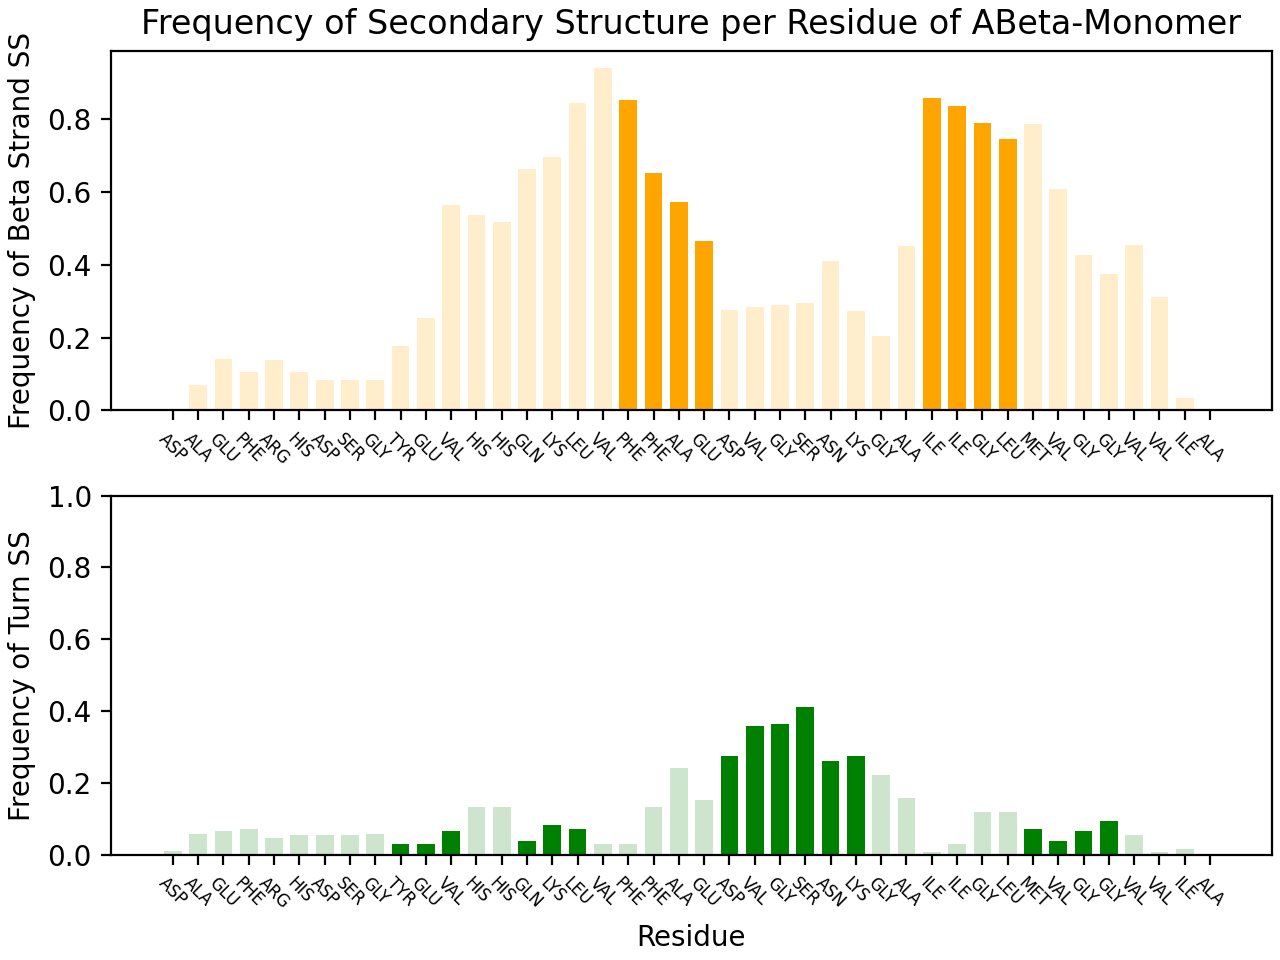 Frequency of Secondary Structure per Residue of ABeta-Monomer
Frequency of Beta Strand SS
0.8
0.6
0.4
0.2
0.0
ASP ALA GLU PHE ARG HIS ASP SER GLY TYR GLU VAL HIS HIS GLN LYS LEU VAL PHE PHE ALA GLU ASP VAL GLY SER ASN LYS GLY ALA ILE ILE GLY LEU MET VAL GLY GLY VAL VAL ILE ALA
Frequency of Turn SS
1.0
0.8
0.6
0.4
0.2
0.0
ASP ALA GLU PHE ARG HIS ASP SER GLY TYR GLU VAL HIS HIS GLN LYS LEU VAL PHE PHE ALA GLU ASP VAL GLY SER ASN LYS GLY ALA ILE ILE GLY LEU MET VAL GLY GLY VAL VAL ILE ALA
Residue